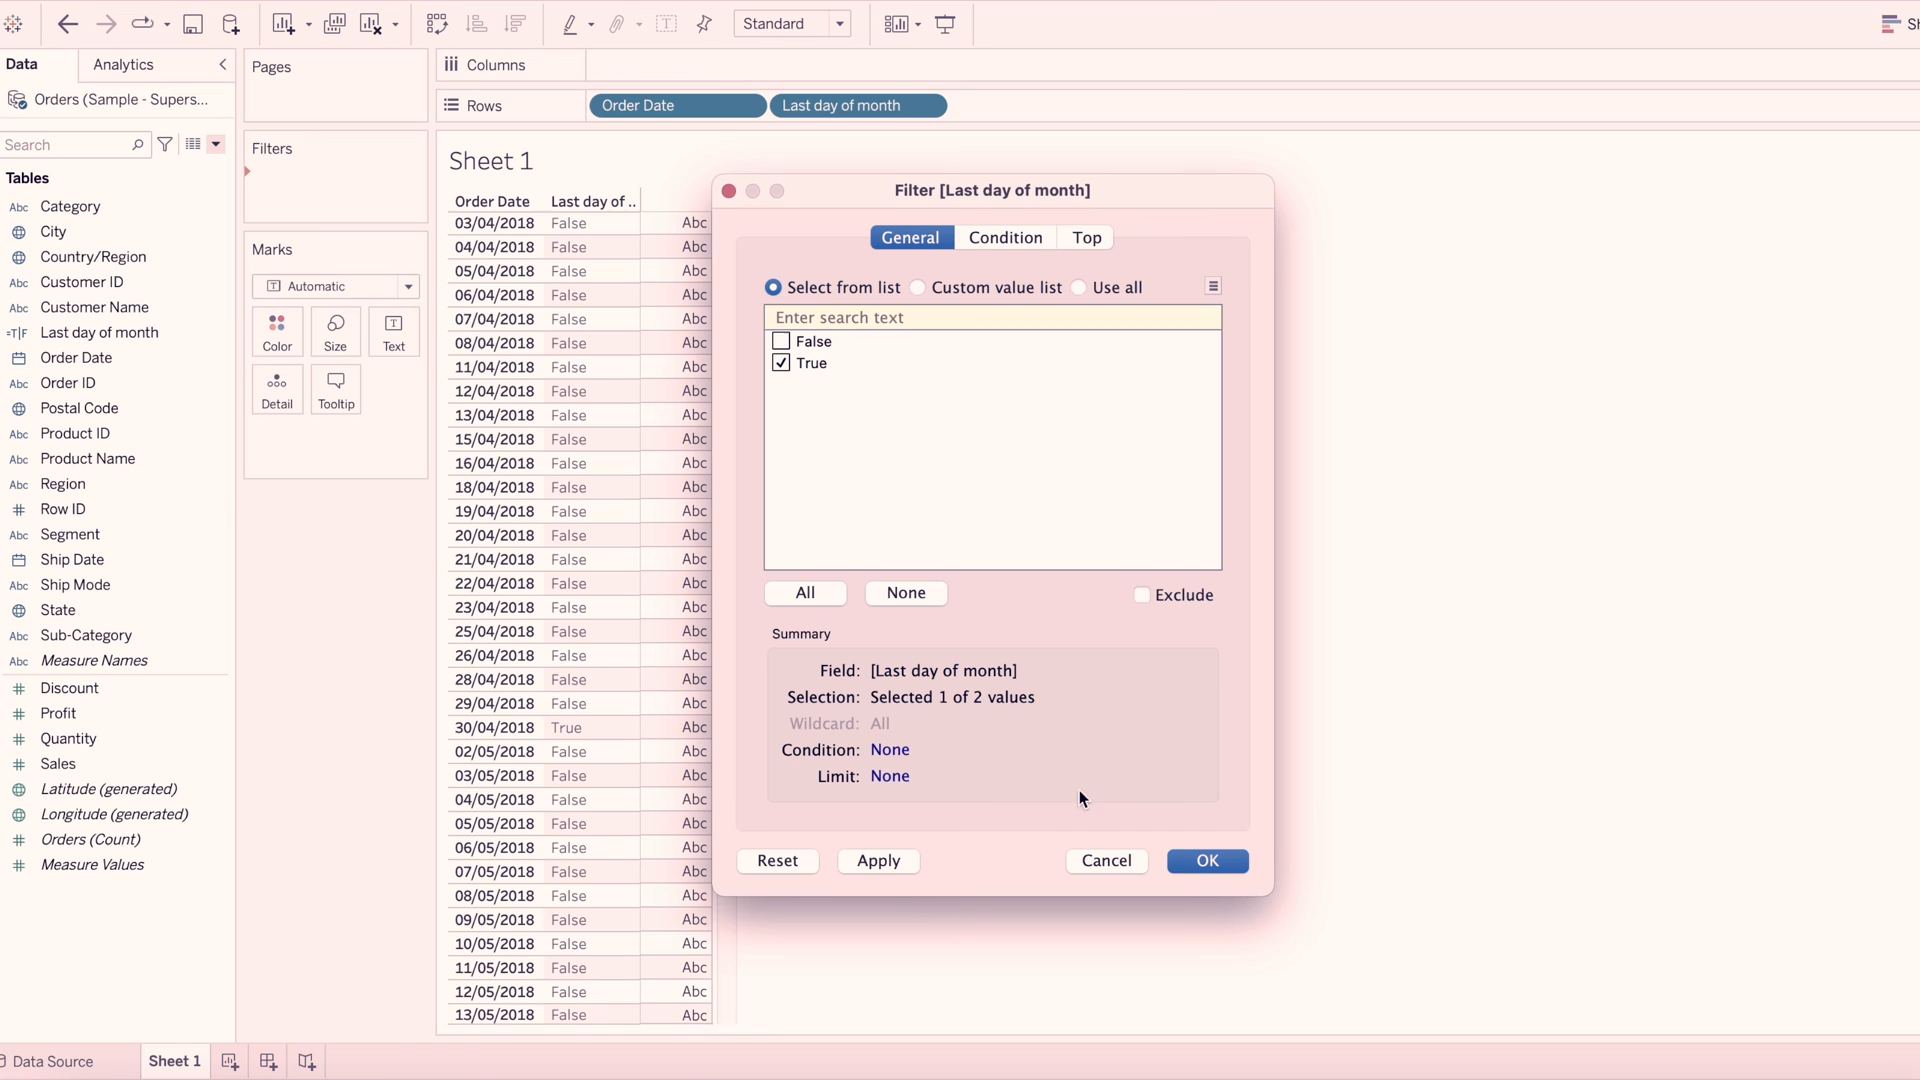 Standard
Sh
Data
Analytics
Pages
Columns
Orders (Sample - Supers...
Rows
Order Date
Last day of month
Search
Filters
Tables
Abc Category
City
Country/Region
Abc Customer ID
Abc Customer Name
=T|F Last day of month
Order Date
Abc Order ID
Postal Code
Abc Product ID
Abc Product Name
Abc Region
# Row ID
Abc Segment
Ship Date
Abc Ship Mode
State
Abc Sub-Category
Abc Measure Names
# Discount
# Profit
# Quantity
# Sales
Latitude (generated)
Longitude (generated)
# Orders (Count)
# Measure Values
Marks
Automatic
Color Size Text
Detail Tooltip
Sheet 1
Order Date Last day of ..
03/04/2018 False Abc
04/04/2018 False Abc
05/04/2018 False Abc
06/04/2018 False Abc
07/04/2018 False Abc
08/04/2018 False Abc
11/04/2018 False Abc
12/04/2018 False Abc
13/04/2018 False Abc
15/04/2018 False Abc
16/04/2018 False Abc
18/04/2018 False Abc
19/04/2018 False Abc
20/04/2018 False Abc
21/04/2018 False Abc
22/04/2018 False Abc
23/04/2018 False Abc
25/04/2018 False Abc
26/04/2018 False Abc
28/04/2018 False Abc
29/04/2018 False Abc
30/04/2018 True Abc
02/05/2018 False Abc
03/05/2018 False Abc
04/05/2018 False Abc
05/05/2018 False Abc
06/05/2018 False Abc
07/05/2018 False Abc
08/05/2018 False Abc
09/05/2018 False Abc
10/05/2018 False Abc
11/05/2018 False Abc
12/05/2018 False Abc
13/05/2018 False Abc
Filter [Last day of month]
General Condition Top
Select from list Custom value list Use all
Enter search text
False
True
All None Exclude
Summary
Field: [Last day of month]
Selection: Selected 1 of 2 values
Wildcard: All
Condition: None
Limit: None
Reset Apply Cancel OK
Data Source
Sheet 1